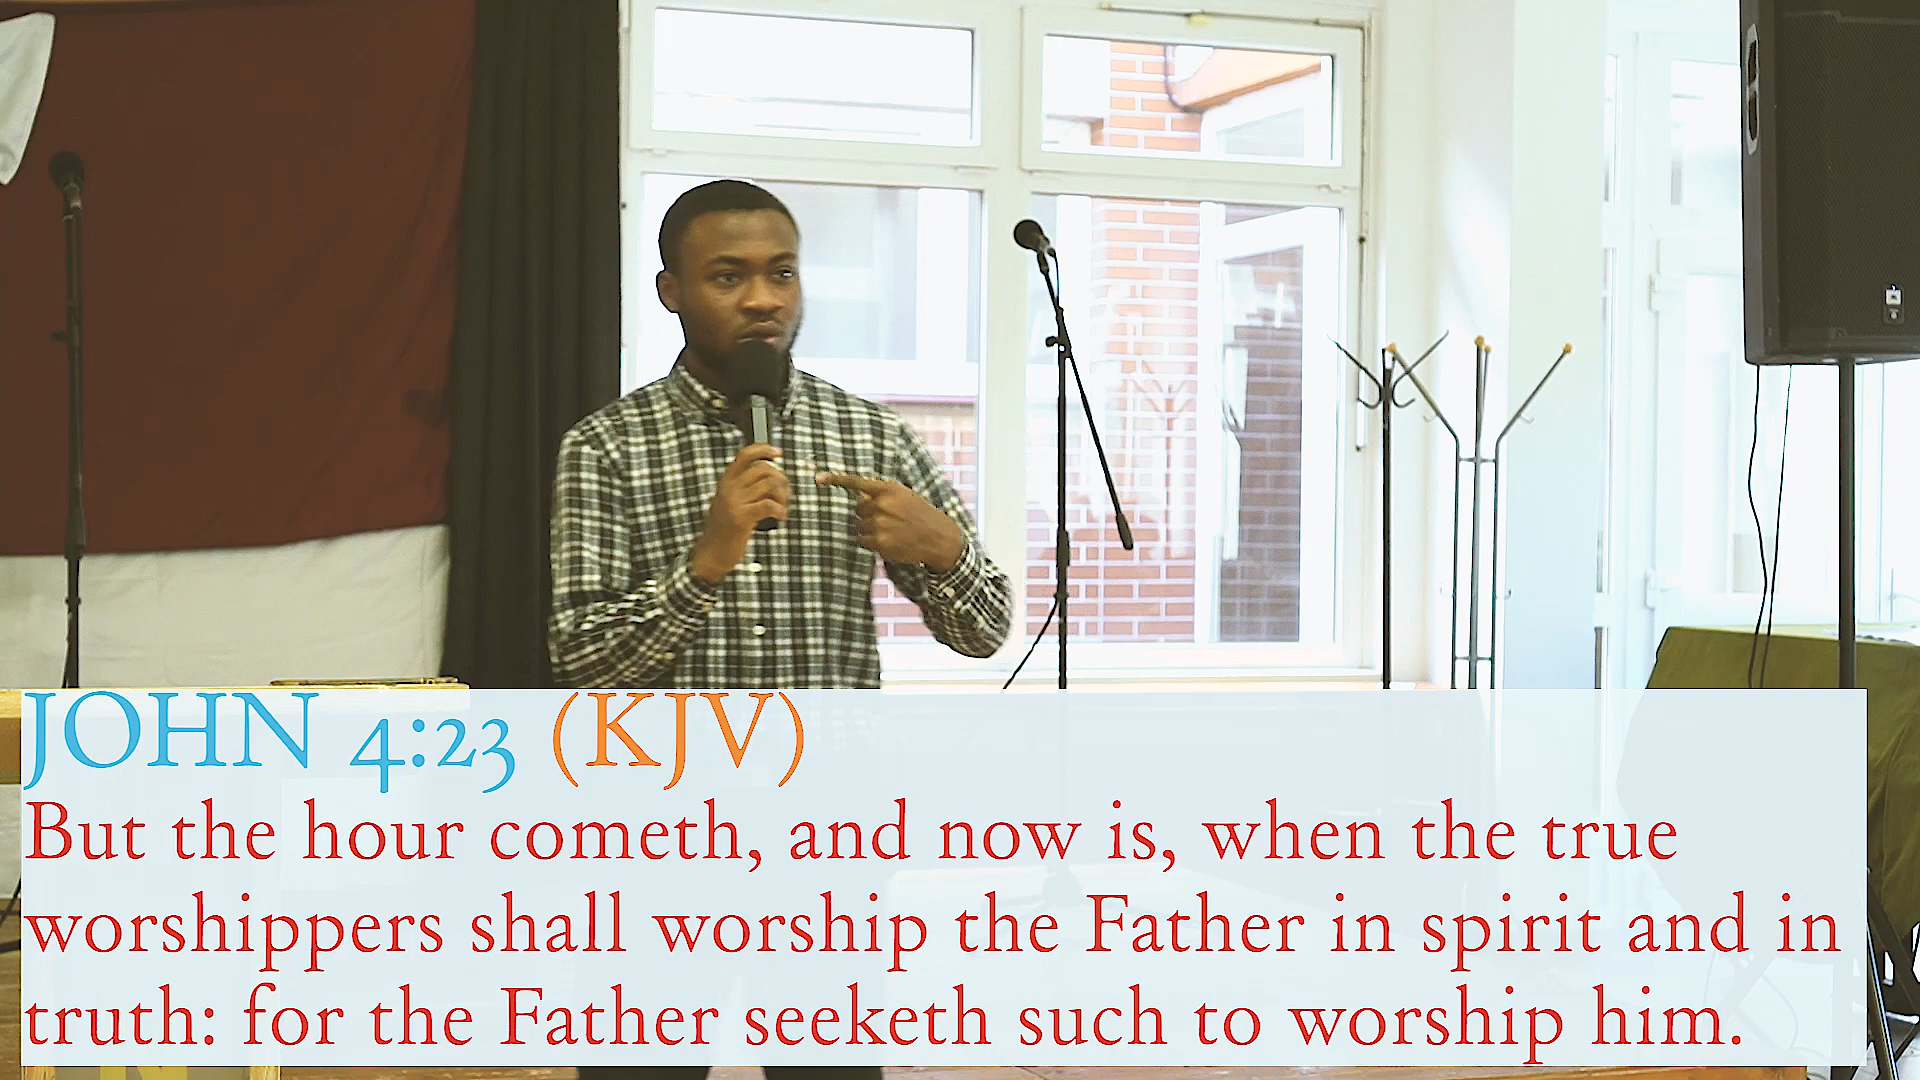 JOHN 4:23 (KJV)
But the hour cometh, and now is, when the true
worshippers shall worship the Father in spirit and in
truth: for the Father seeketh such to worship him.